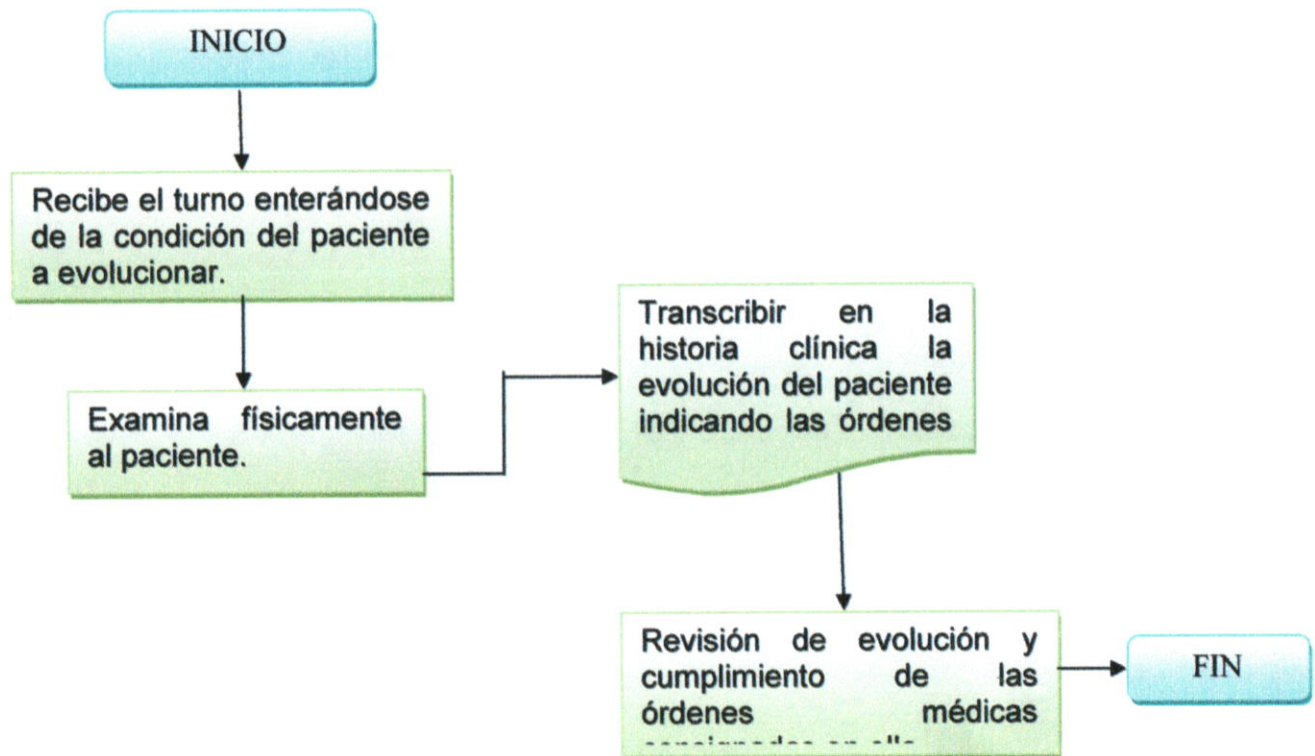 INICIO
Recibe el turno enterándose
de la condición del paciente
a evolucionar.
Examina físicamente
al paciente.
Transcribir en la
historia clínica la
evolución del paciente
indicando las órdenes
Revisión de evolución y
cumplimiento de las
órdenes médicas
FIN